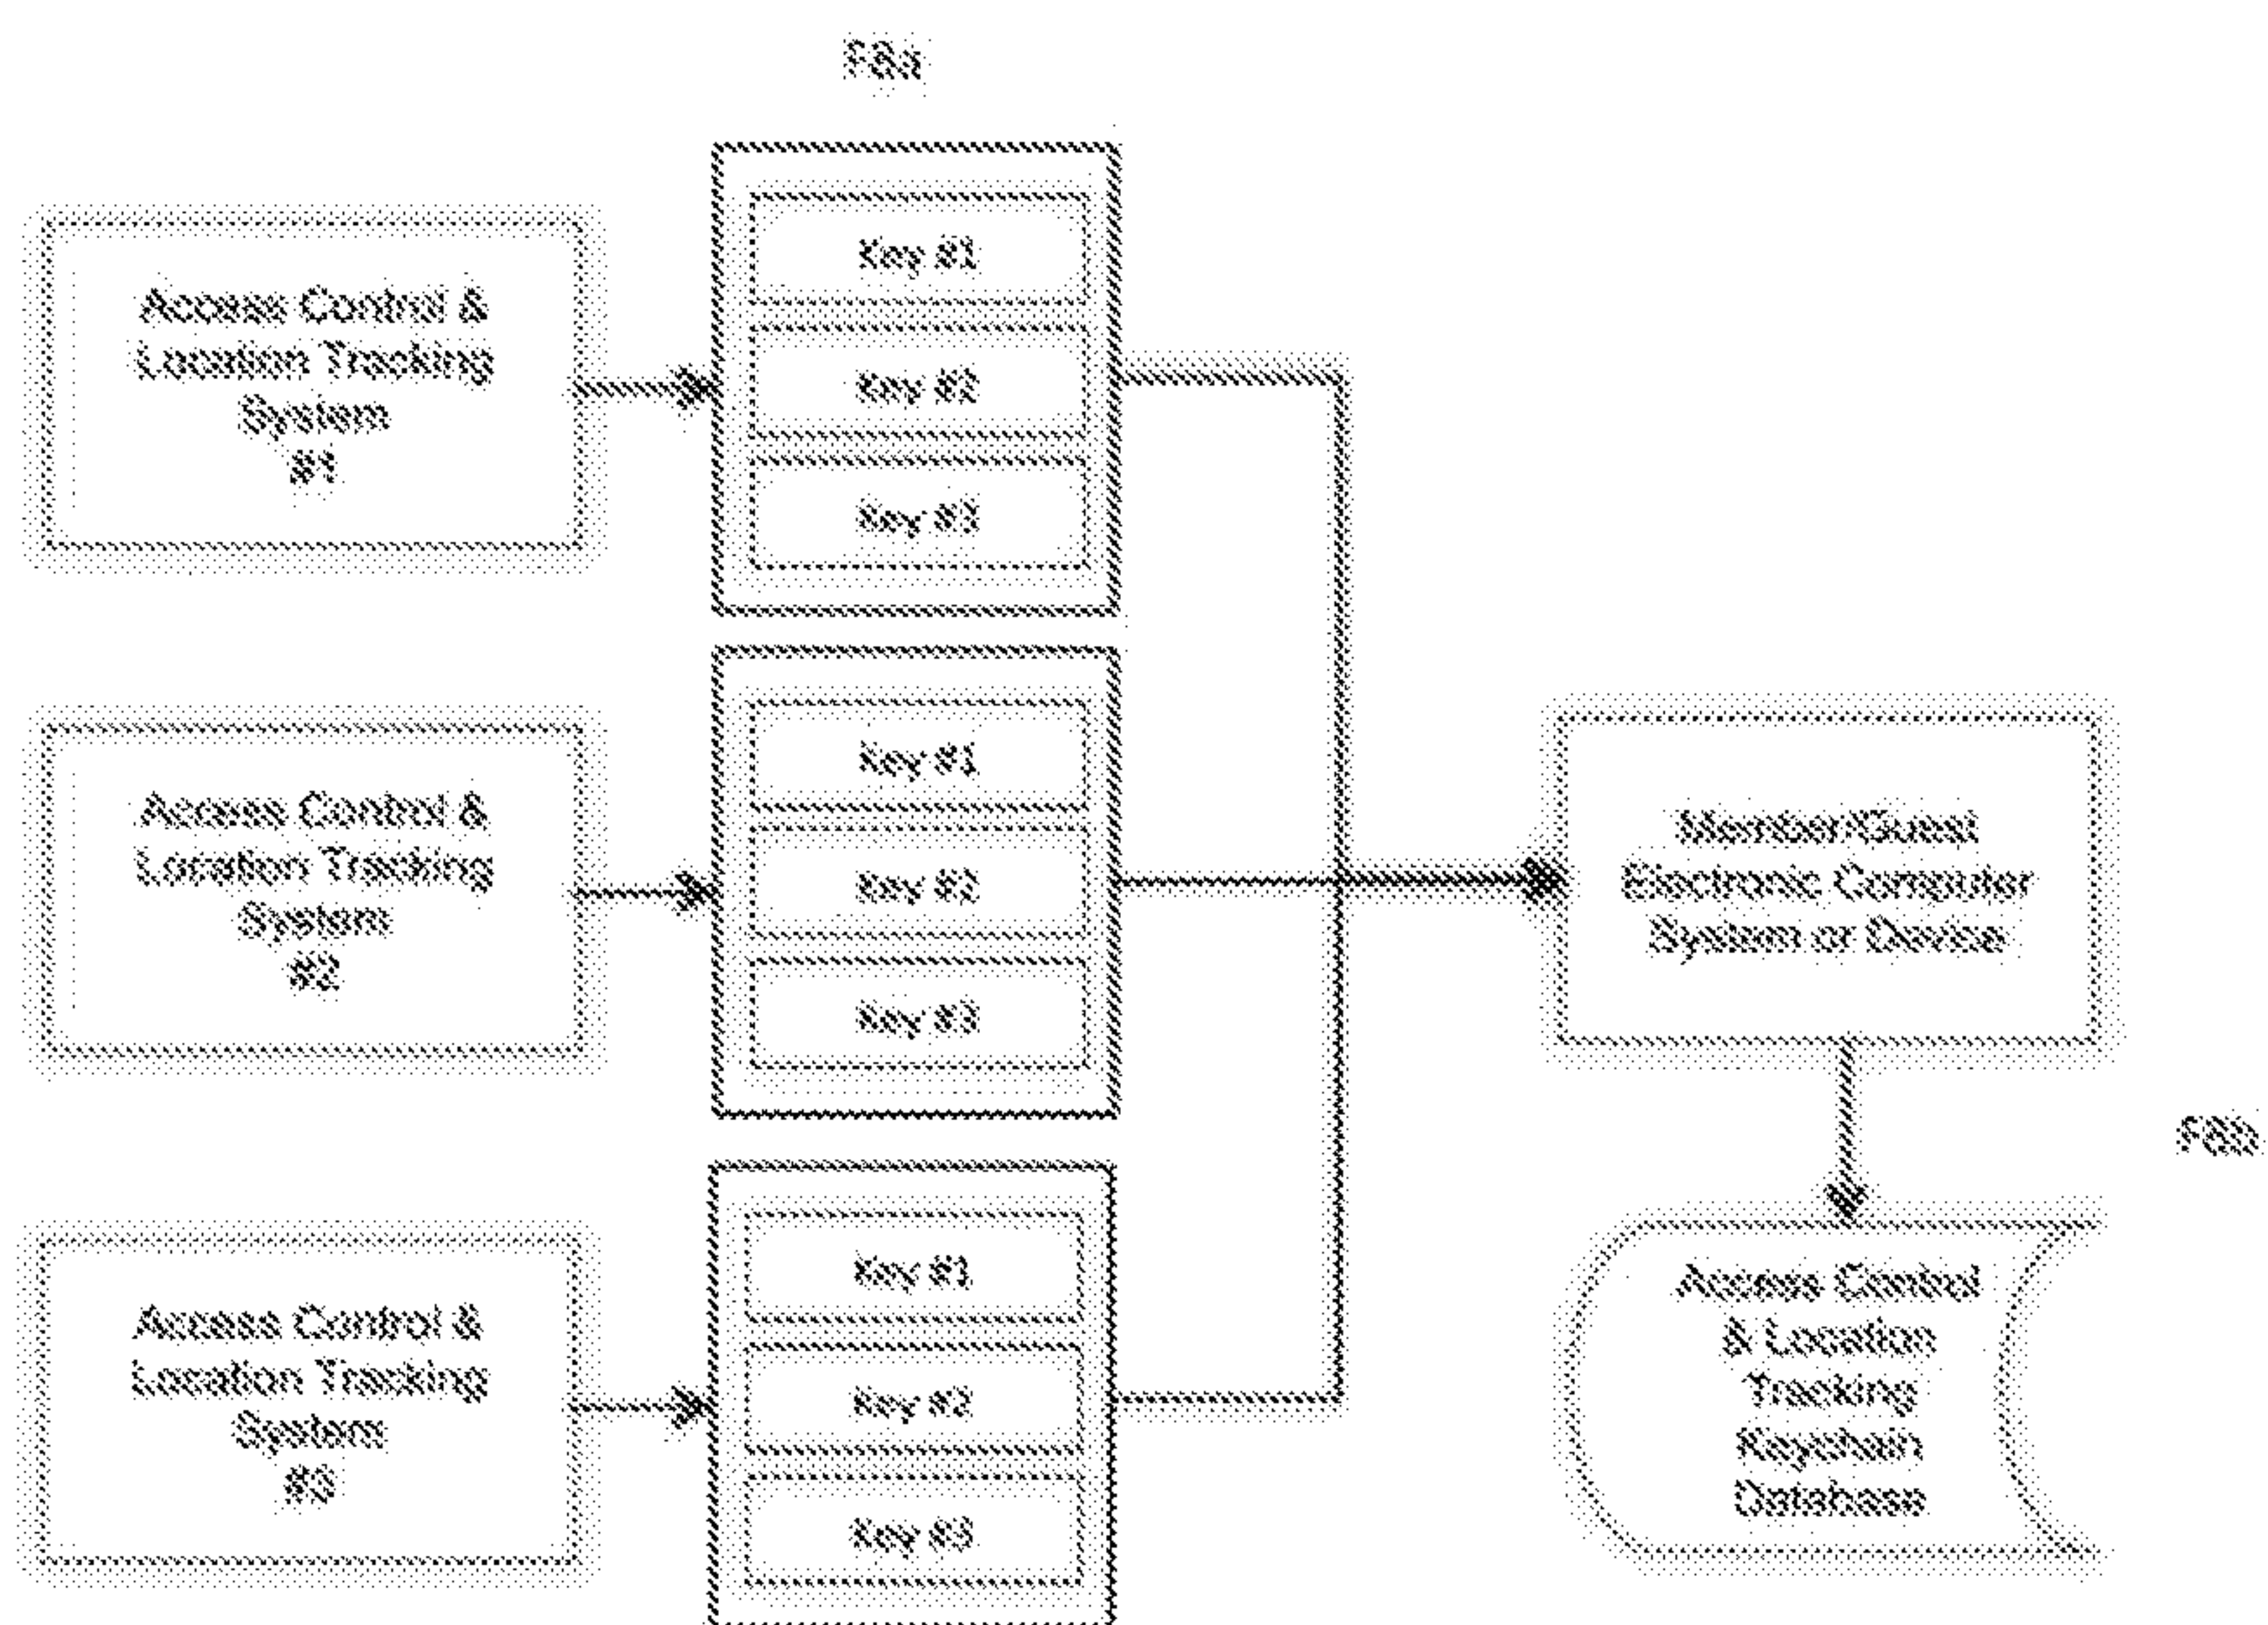 F8a
Access Control &
Location Tracking
System
#1
Key #1
Key #2
Key #3
Access Control &
Location Tracking
System
#2
Key #1
Key #2
Key #3
Access Control &
Location Tracking
System
#3
Key #1
Key #2
Key #3
Member/Guest
Electronic Computer
System or Device
F8b
Access Control
& Location
Tracking
Keychain
Database